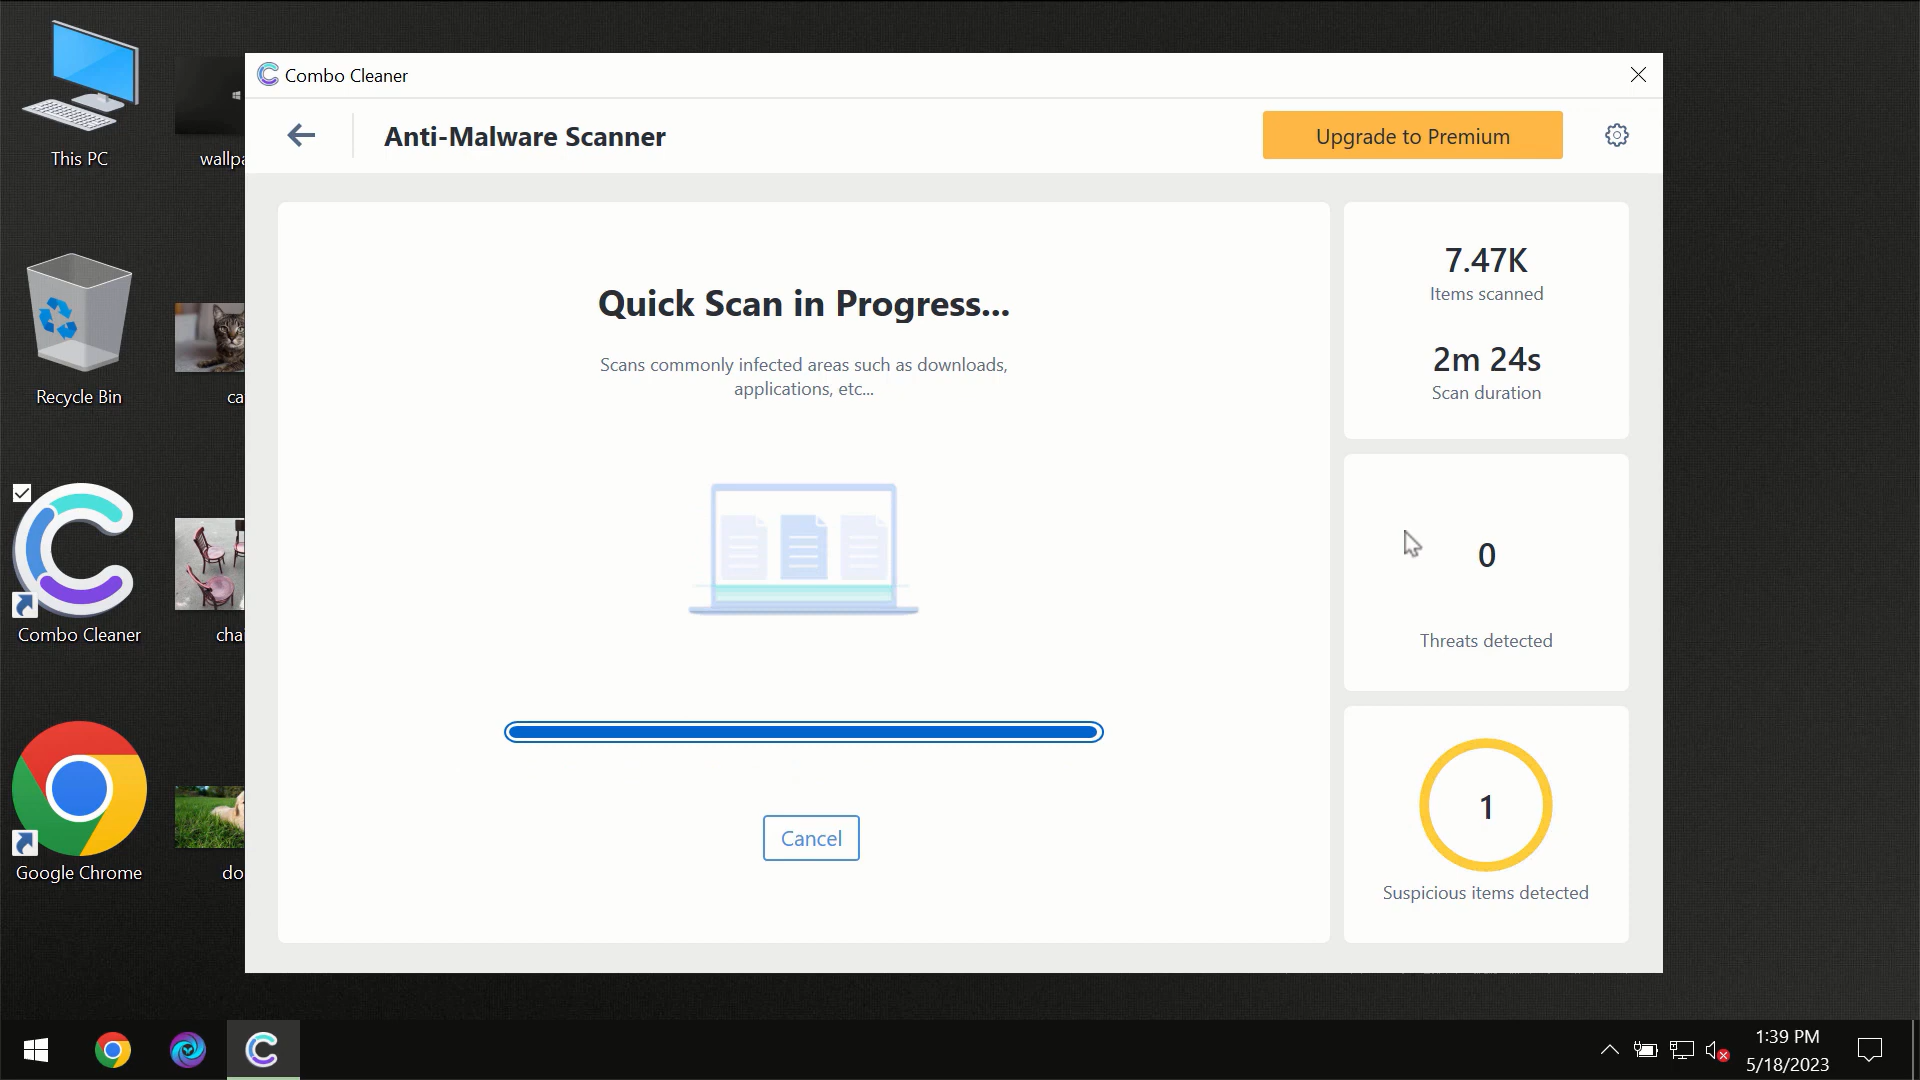 Combo Cleaner
Anti-Malware Scanner
Upgrade to Premium
Quick Scan in Progress...
Scans commonly infected areas such as downloads,
applications, etc...
Cancel
7.47K
Items scanned
2m 24s
Scan duration
0
Threats detected
1
Suspicious items detected
This PC
wallpa
Recycle Bin
ca
Combo Cleaner
chai
Google Chrome
do
1:39 PM
5/18/2023